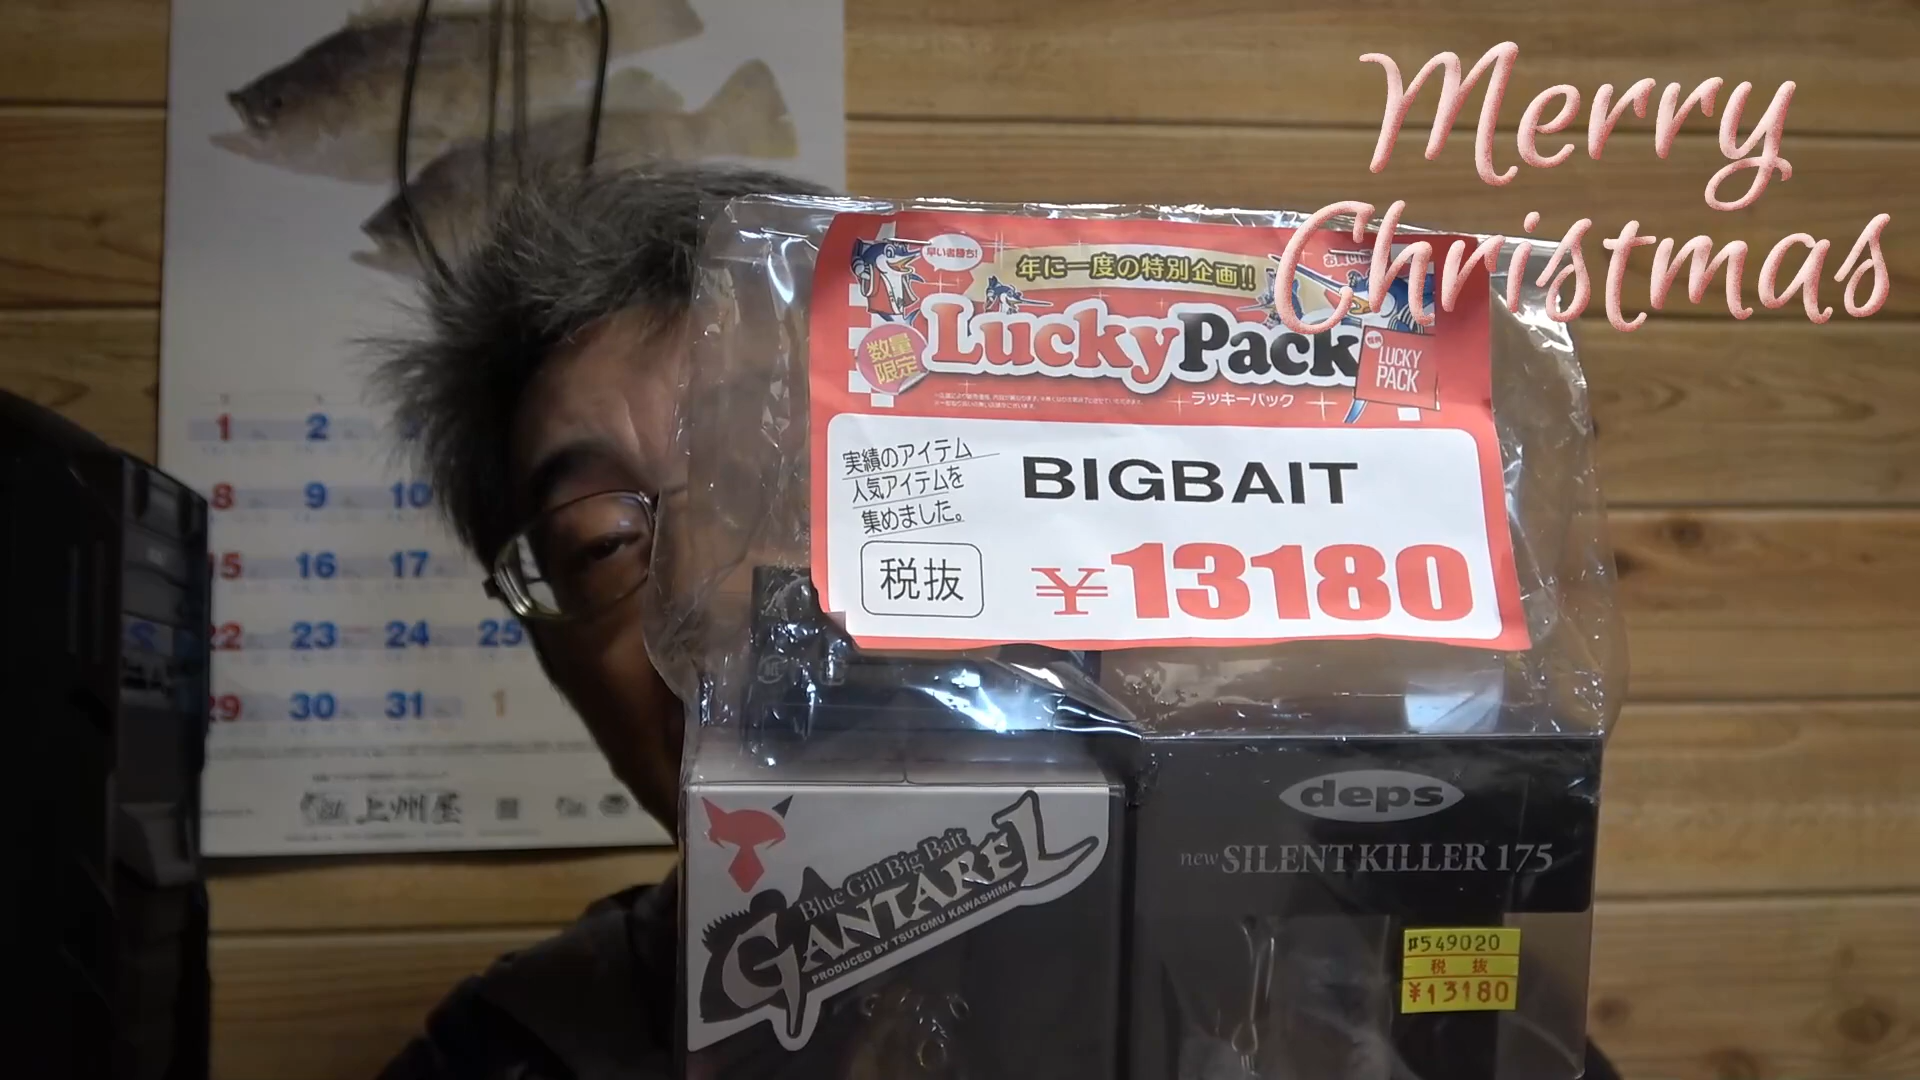 Merry
Christmas
早い者勝ち!
年に一度の特別企画!!
数量
限定
LuckyPack
LUCKY
PACK
ラッキーパック
実績のアイテム
人気アイテムを
集めました。
BIGBAIT
税抜
¥13180
1 2
8 9 10
15 16 17
22 23 24 25
29 30 31 1
上州屋
Blue Gill Big Bait
GANTAREL
PRODUCED BY TSUTOMU KAWASHIMA
deps
new SILENT KILLER 175
549020
税 抜
¥13180